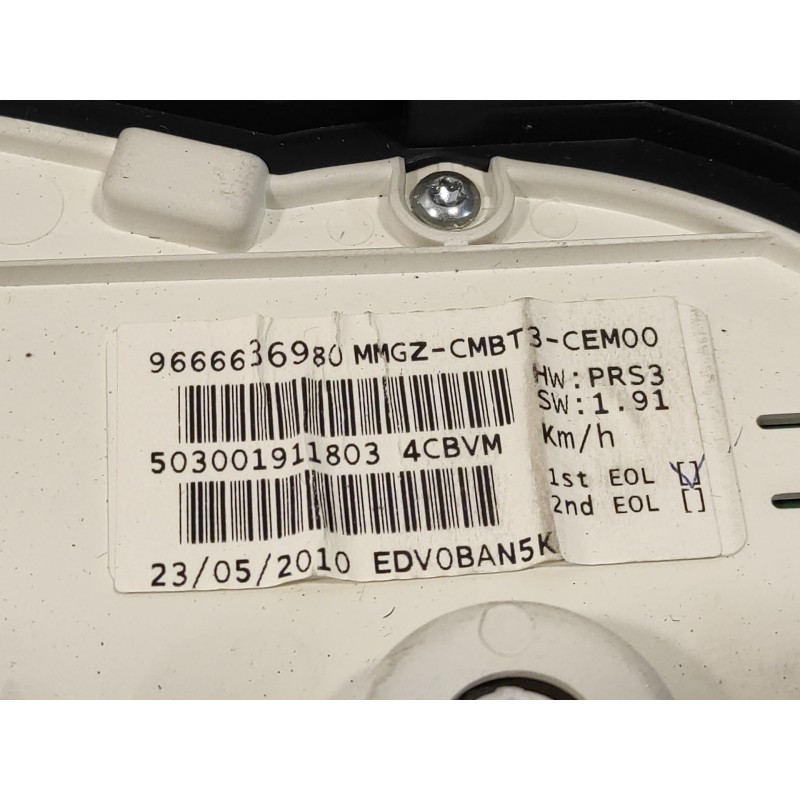 9666636980 MMGZ-CMBT3-CEM00
HW:PRS3
SW:1.91
Km/h
503001911803 4CBVM
1st EOL []
2nd EOL []
23/05/2010 EDV0BAN5K